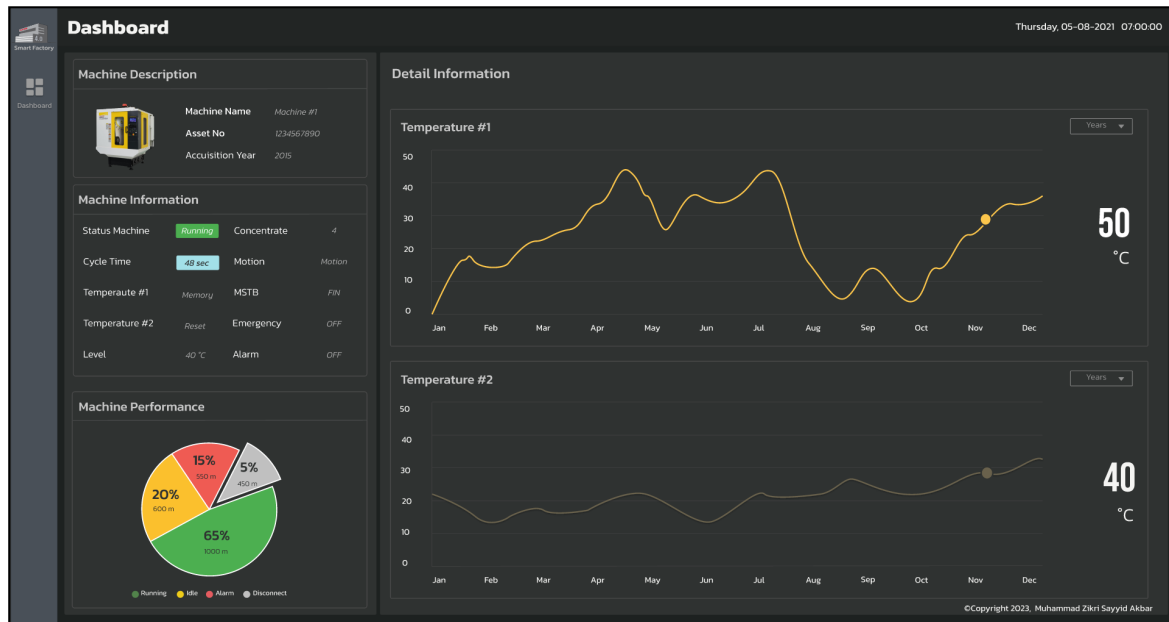 4.0
Smart Factory
Dashboard
Dashboard
Thursday, 05-08-2021 07:00:00
Machine Description
Machine Name Machine #1
Asset No 1234567890
Accuisition Year 2015
Machine Information
Status Machine Running Concentrate 4
Cycle Time 48 sec Motion Motion
Temperaute #1 Memory MSTB FIN
Temperature #2 Reset Emergency OFF
Level 40 °C Alarm OFF
Machine Performance
15%
550 m
5%
450 m
20%
600 m
65%
1000 m
Running Idle Alarm Disconnect
Detail Information
Temperature #1
Years
50
40
30
20
10
0
Jan Feb Mar Apr May Jun Jul Aug Sep Oct Nov Dec
50
°C
Temperature #2
Years
50
40
30
20
10
0
Jan Feb Mar Apr May Jun Jul Aug Sep Oct Nov Dec
40
°C
©Copyright 2023, Muhammad Zikri Sayyid Akbar